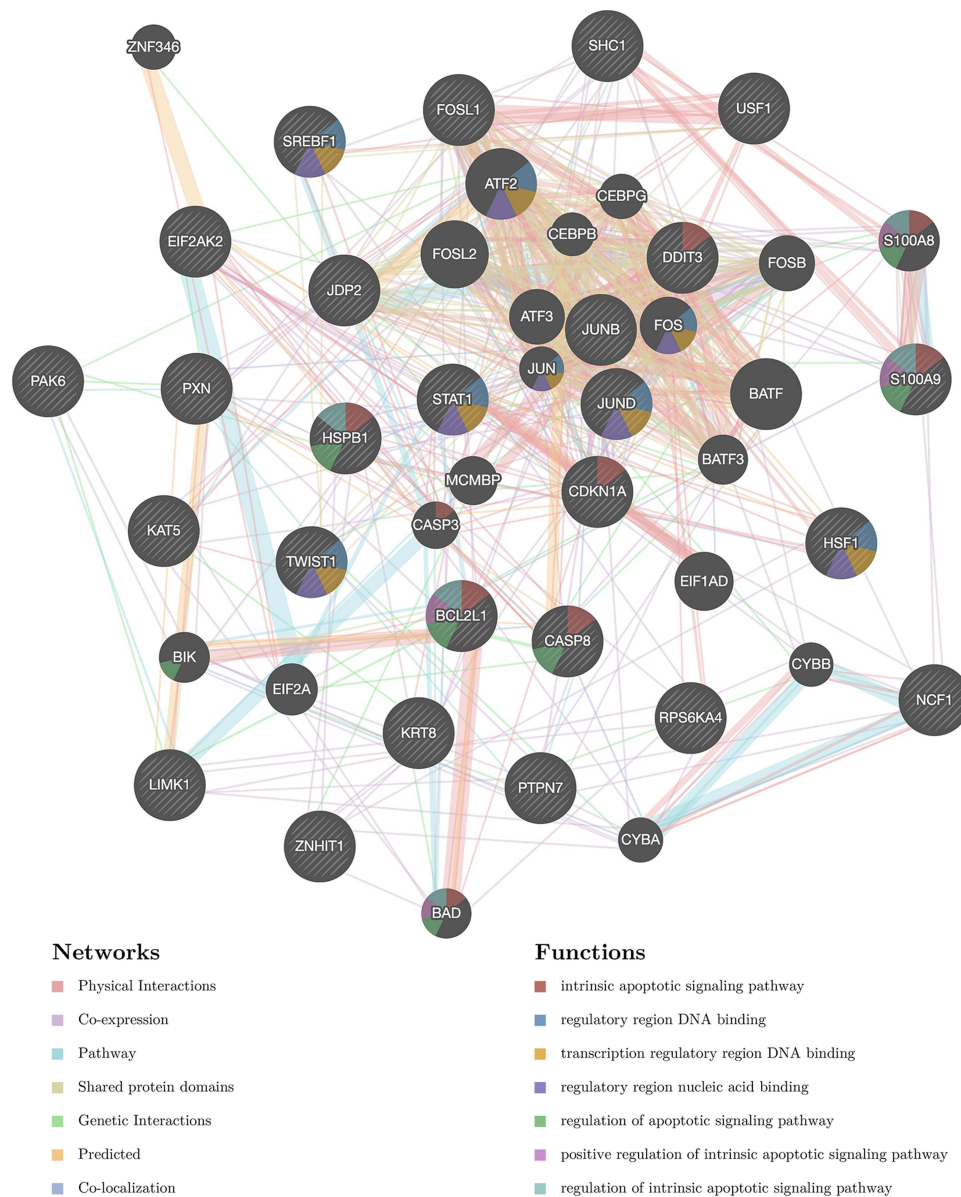 ZNF346
SHC1
FOSL1
USF1
SREBF1
ATF2
CEBPG
CEBPB
EIF2AK2
S100A8
FOSL2
DDIT3
FOSB
JDP2
ATF3
JUNB
FOS
JUN
PAK6
PXN
S100A9
STAT1
JUND
BATF
HSPB1
BATF3
MCMBP
CDKN1A
CASP3
KAT5
HSF1
TWIST1
EIF1AD
BCL2L1
CASP8
BIK
CYBB
EIF2A
NCF1
RPS6KA4
KRT8
LIMK1
PTPN7
CYBA
ZNHIT1
BAD
Networks
Physical Interactions
Co-expression
Pathway
Shared protein domains
Genetic Interactions
Predicted
Co-localization
Functions
intrinsic apoptotic signaling pathway
regulatory region DNA binding
transcription regulatory region DNA binding
regulatory region nucleic acid binding
regulation of apoptotic signaling pathway
positive regulation of intrinsic apoptotic signaling pathway
regulation of intrinsic apoptotic signaling pathway